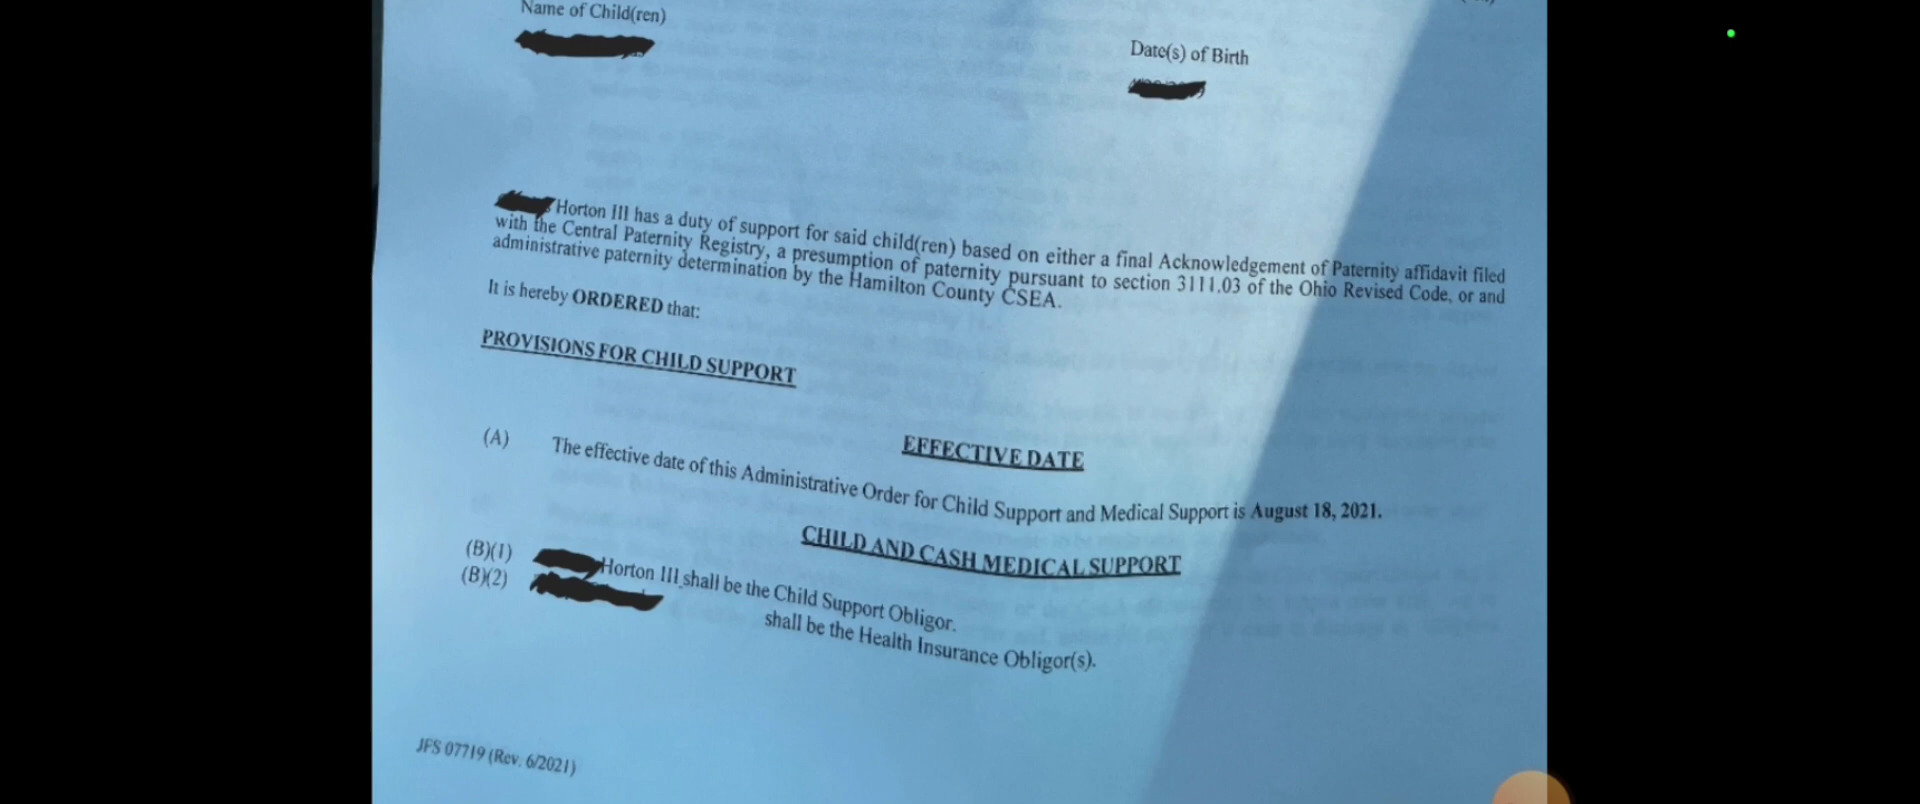 Name of Child(ren)
Date(s) of Birth
Horton III has a duty of support for said child(ren) based on either a final Acknowledgement of Paternity affidavit filed
with the Central Paternity Registry, a presumption of paternity pursuant to section 3111.03 of the Ohio Revised Code, or and
administrative paternity determination by the Hamilton County CSEA.
It is hereby ORDERED that:
PROVISIONS FOR CHILD SUPPORT
EFFECTIVE DATE
(A) The effective date of this Administrative Order for Child Support and Medical Support is August 18, 2021.
CHILD AND CASH MEDICAL SUPPORT
(B)(1) Horton III shall be the Child Support Obligor.
(B)(2) shall be the Health Insurance Obligor(s).
JFS 07719 (Rev. 6/2021)